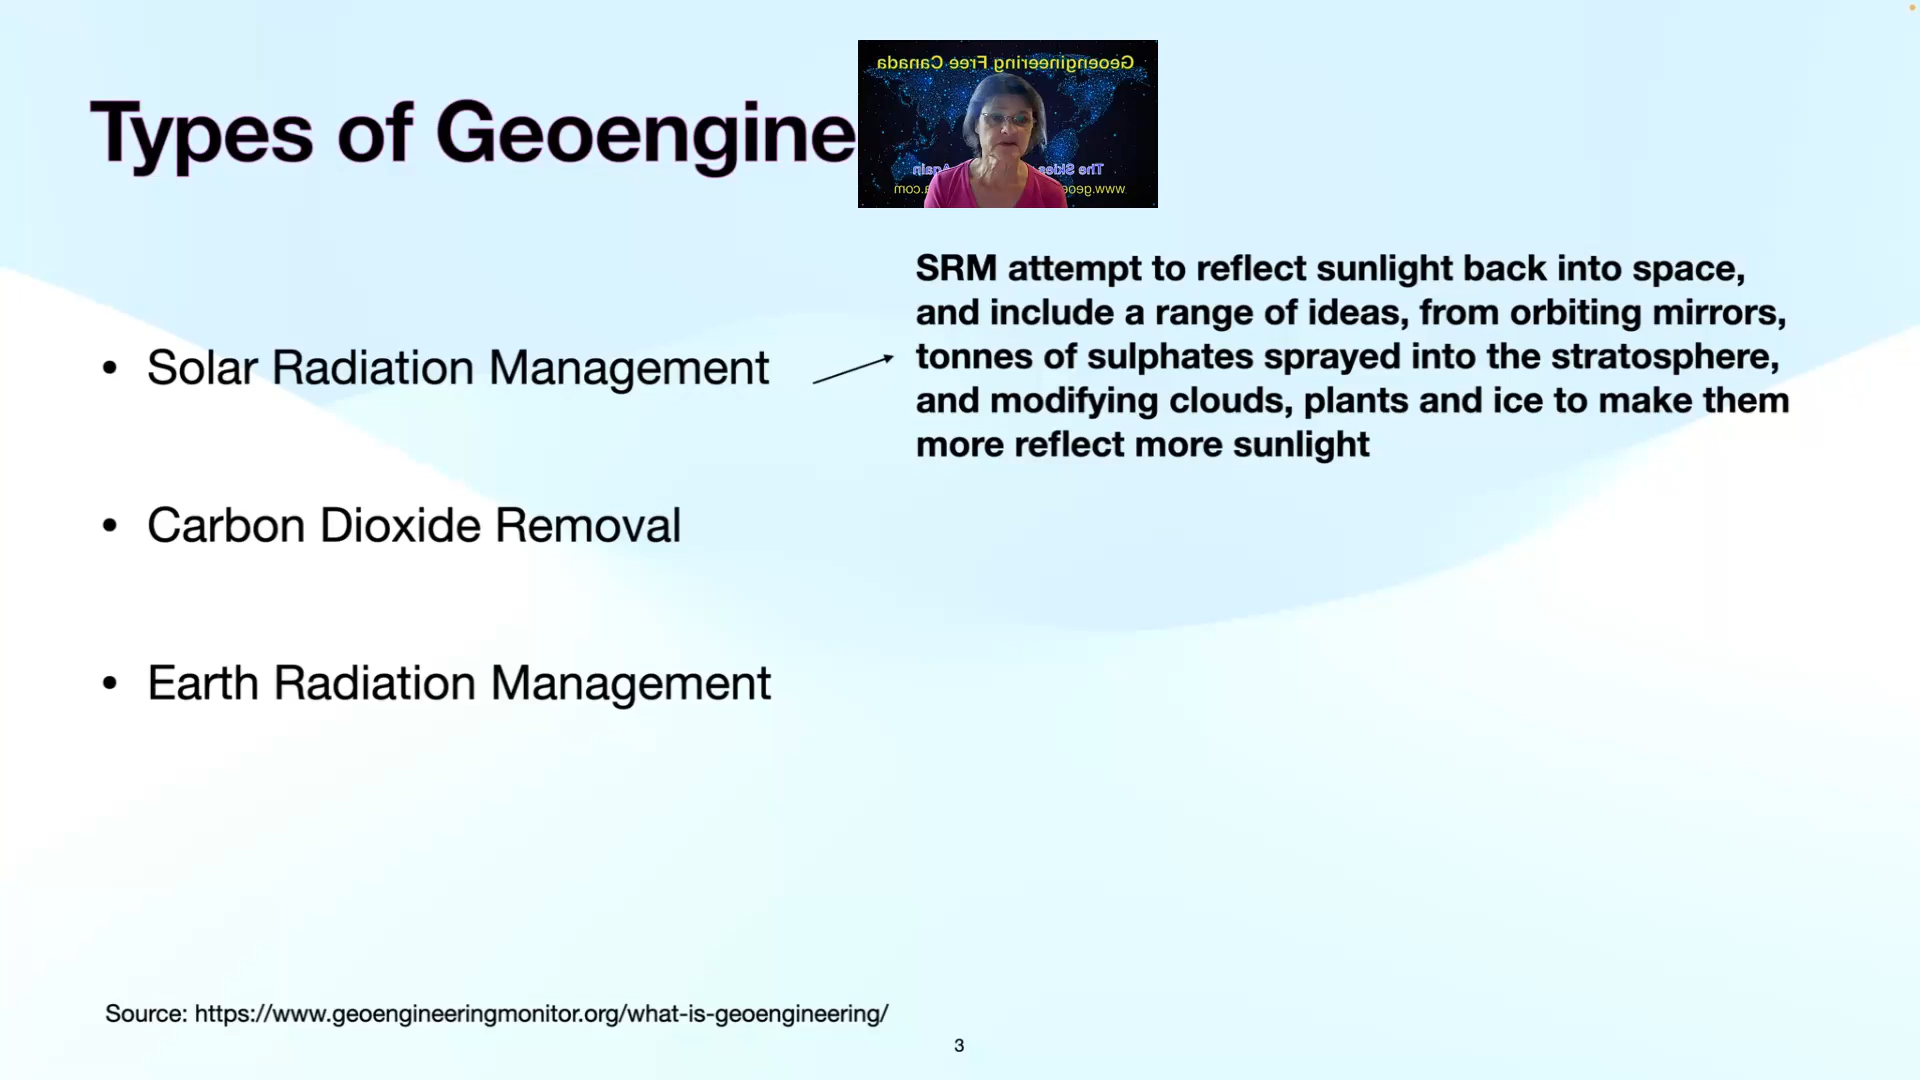 Types of Geoengine
Geoengineering Free Canada
The Skies
Again
www.geoe
a.com
SRM attempt to reflect sunlight back into space,
and include a range of ideas, from orbiting mirrors,
• Solar Radiation Management
tonnes of sulphates sprayed into the stratosphere,
and modifying clouds, plants and ice to make them
more reflect more sunlight
• Carbon Dioxide Removal
• Earth Radiation Management
Source: https://www.geoengineeringmonitor.org/what-is-geoengineering/
3